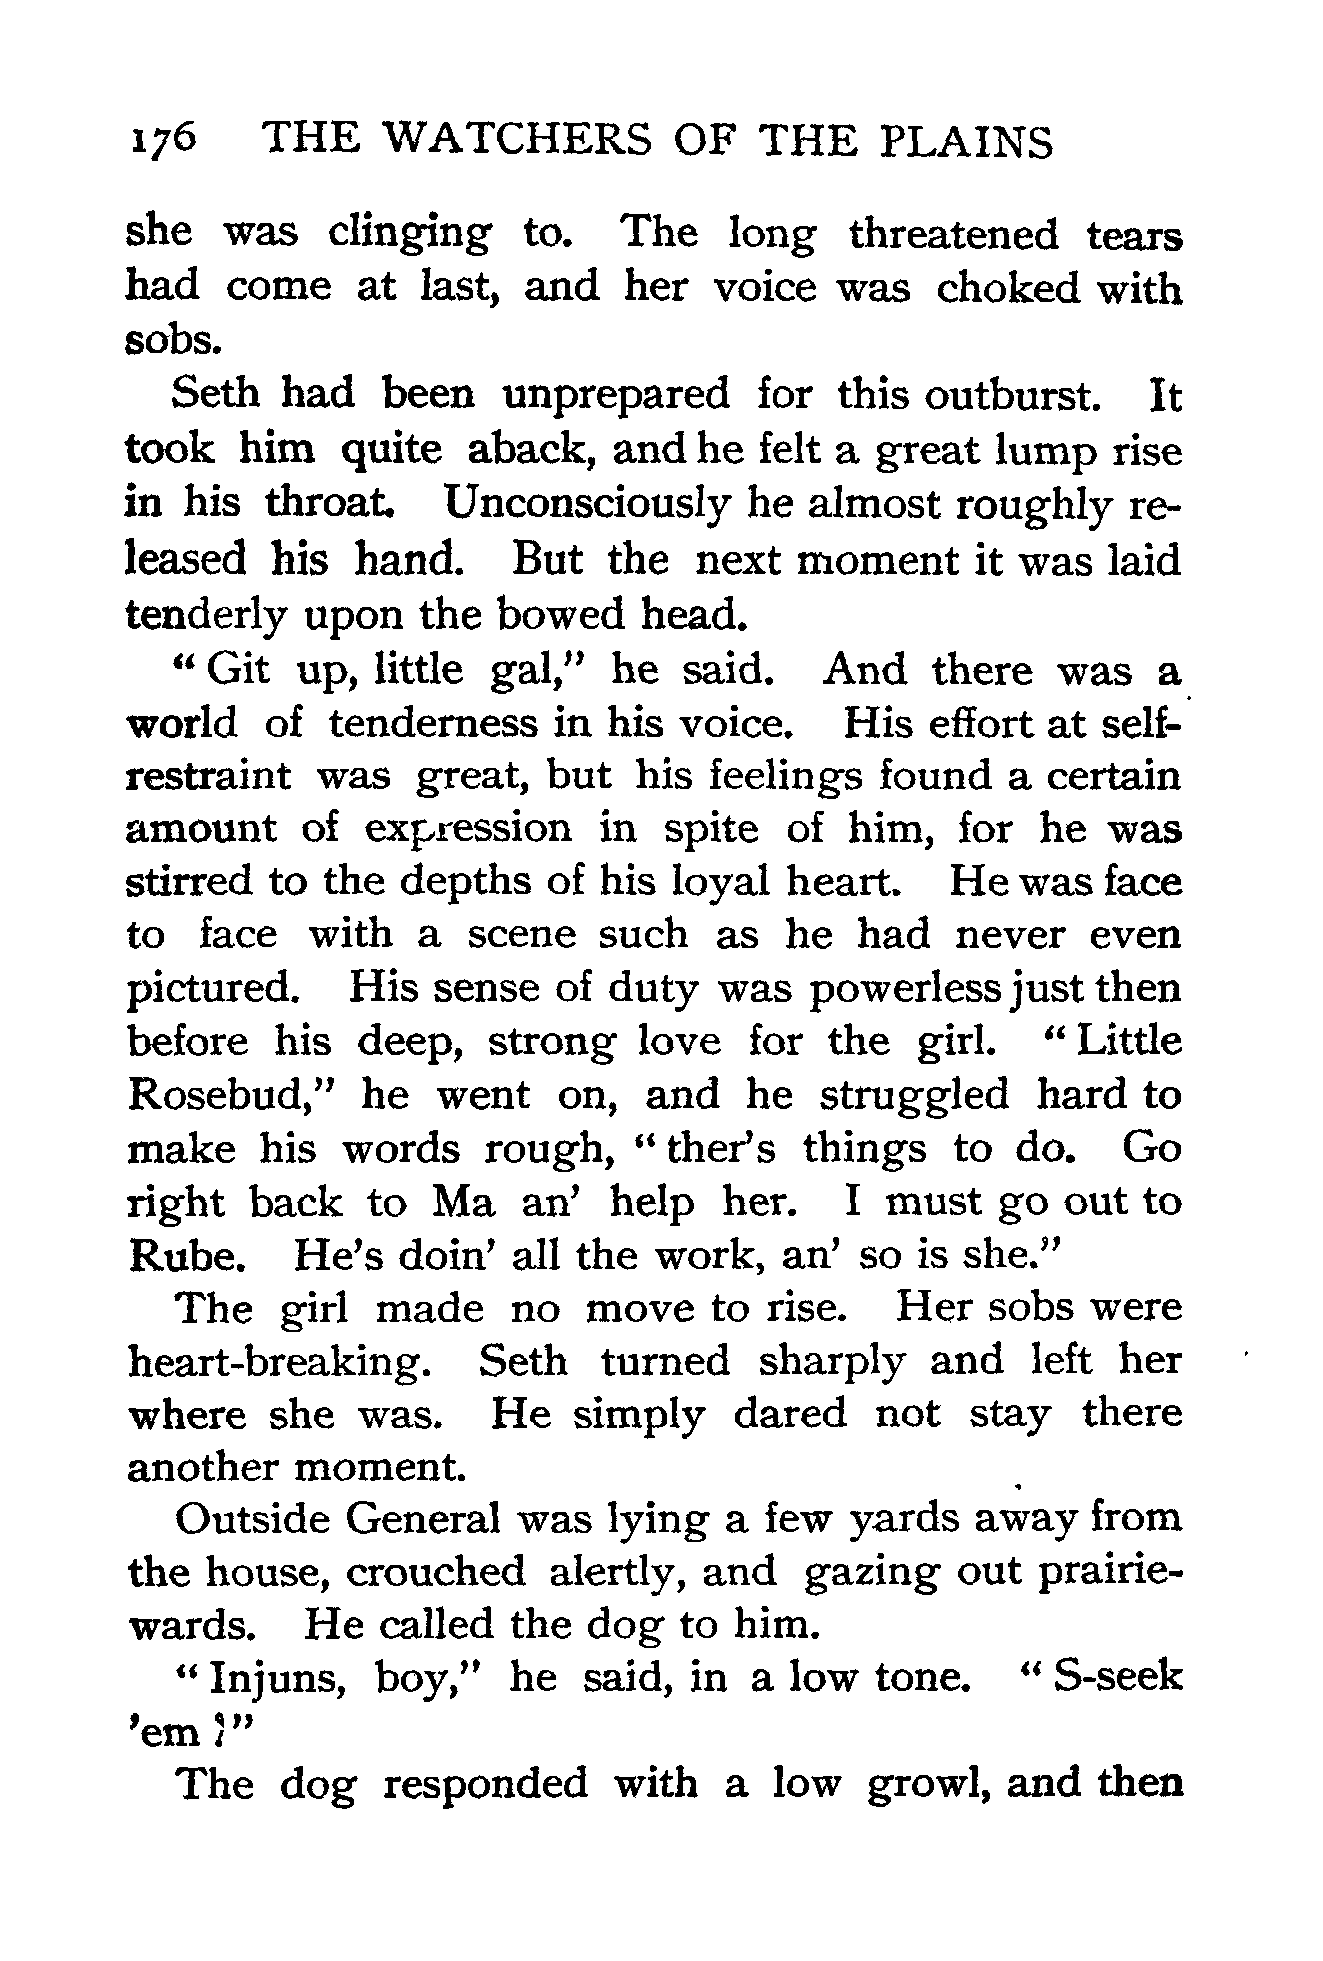 176 THE WATCHERS OF THE PLAINS
she was clinging to. The long threatened tears
had come at last, and her voice was choked with
sobs.
Seth had been unprepared for this outburst. It
took him quite aback, and he felt a great lump rise
in his throat. Unconsciously he almost roughly re-
leased his hand. But the next moment it was laid
tenderly upon the bowed head.
“ Git up, little gal,” he said. And there was a
world of tenderness in his voice. His effort at self-
restraint was great, but his feelings found a certain
amount of expression in spite of him, for he was
stirred to the depths of his loyal heart. He was face
to face with a scene such as he had never even
pictured. His sense of duty was powerless just then
before his deep, strong love for the girl. “ Little
Rosebud,” he went on, and he struggled hard to
make his words rough, “ ther’s things to do. Go
right back to Ma an’ help her. I must go out to
Rube. He’s doin’ all the work, an’ so is she.”
The girl made no move to rise. Her sobs were
heart-breaking. Seth turned sharply and left her
where she was. He simply dared not stay there
another moment.
Outside General was lying a few yards away from
the house, crouched alertly, and gazing out prairie-
wards. He called the dog to him.
“ Injuns, boy,” he said, in a low tone. “ S-seek
’em ?”
The dog responded with a low growl, and then